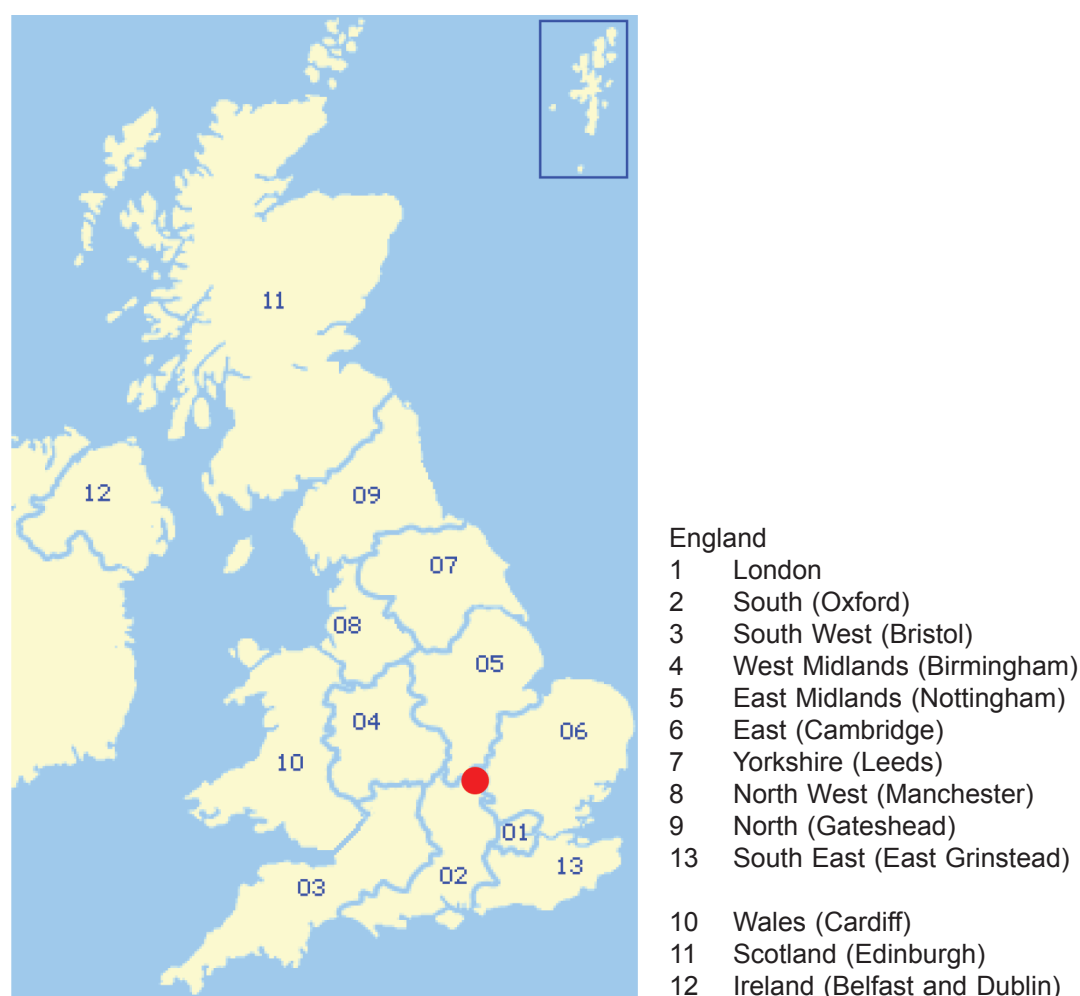 11
12
09
07
08
05
04
06
10
01
02
13
03
England
1 London
2 South (Oxford)
3 South West (Bristol)
4 West Midlands (Birmingham)
5 East Midlands (Nottingham)
6 East (Cambridge)
7 Yorkshire (Leeds)
8 North West (Manchester)
9 North (Gateshead)
13 South East (East Grinstead)
10 Wales (Cardiff)
11 Scotland (Edinburgh)
12 Ireland (Belfast and Dublin)